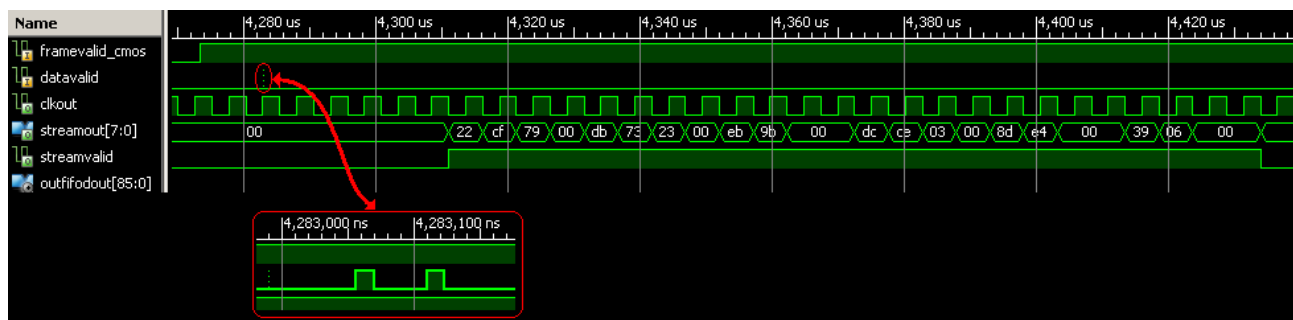 Name 4,280 us 4,300 us 4,320 us 4,340 us 4,360 us 4,380 us 4,400 us 4,420 us
framevalid_cmos
datavalid
clkout
streamout[7:0] 00 22 cf 79 00 db 73 23 00 eb 9b 00 dc ce 03 00 8d e4 00 39 06 00
streamvalid
outfifodout[85:0]
4,283,000 ns 4,283,100 ns